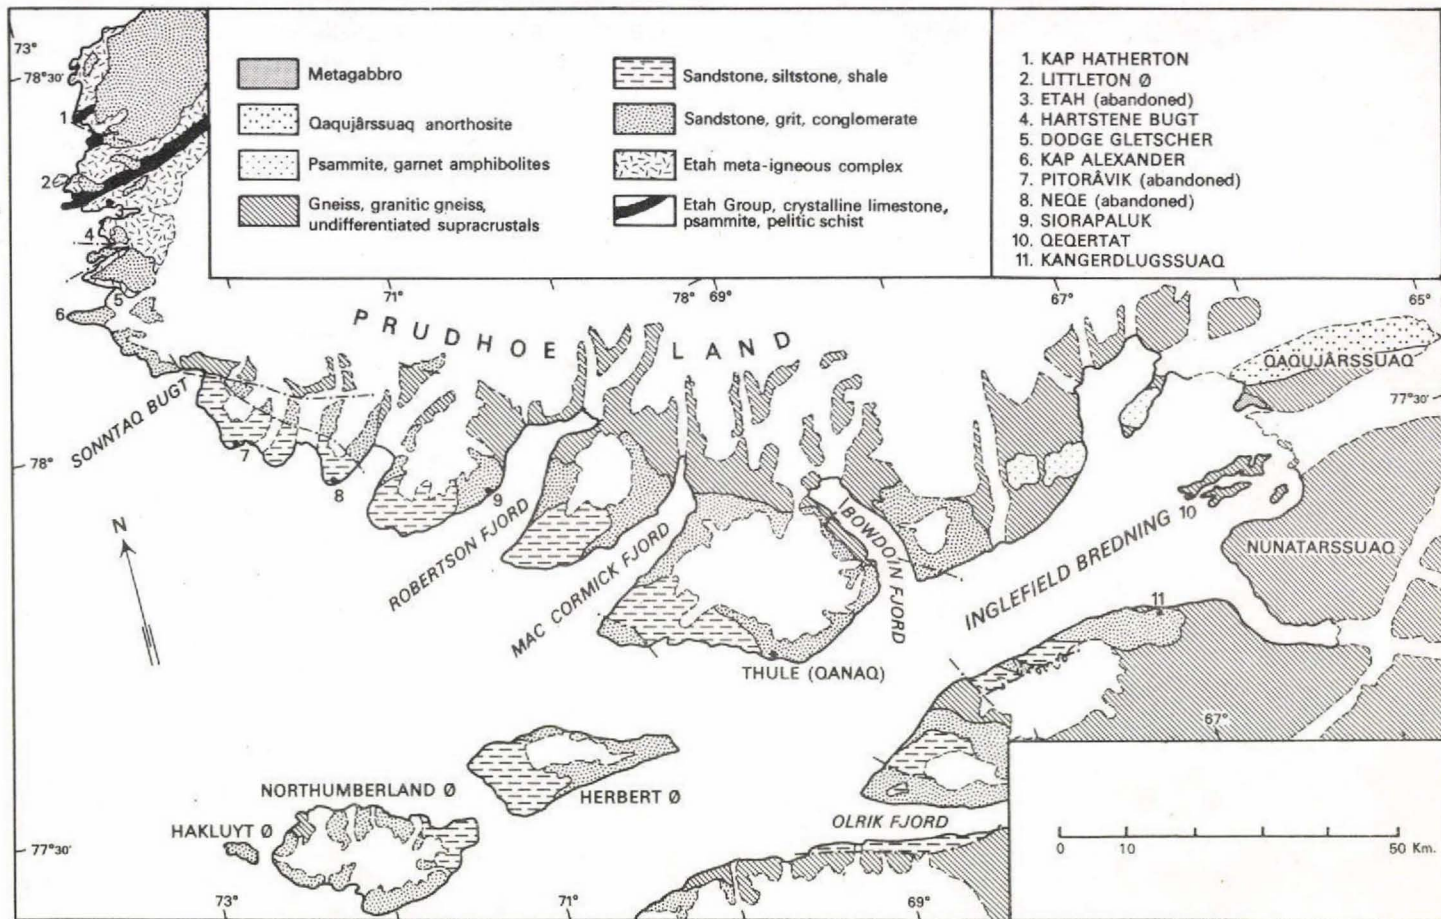 73°
78°30'
Metagabbro
Qaqujârssuaq anorthosite
Psammite, garnet amphibolites
Gneiss, granitic gneiss,
undifferentiated supracrustals
Sandstone, siltstone, shale
Sandstone, grit, conglomerate
Etah meta-igneous complex
Etah Group, crystalline limestone,
psammite, pelitic schist
1. KAP HATHERTON
2. LITTLETON Ø
3. ETAH (abandoned)
4. HARTSTENE BUGT
5. DODGE GLETSCHER
6. KAP ALEXANDER
7. PITORÂVIK (abandoned)
8. NEQE (abandoned)
9. SIORAPALUK
10. QEQERTAT
11. KANGERDLUGSSUAQ
1
2
3
4
5
6
71°
78°
69°
67°
65°
PRUDHOE LAND
QAQUJÂRSSUAQ
77°30'
SONNTAQ BUGT
78°
7
8
9
10
N
ROBERTSON FJORD
MAC CORMICK FJORD
BOWDOIN FJORD
INGLEFIELD BREDNING
NUNATARSSUAQ
11
THULE (QANAQ)
67°
NORTHUMBERLAND Ø
HERBERT Ø
HAKLUYT Ø
OLRIK FJORD
77°30'
0 10 50 Km.
73°
71°
69°